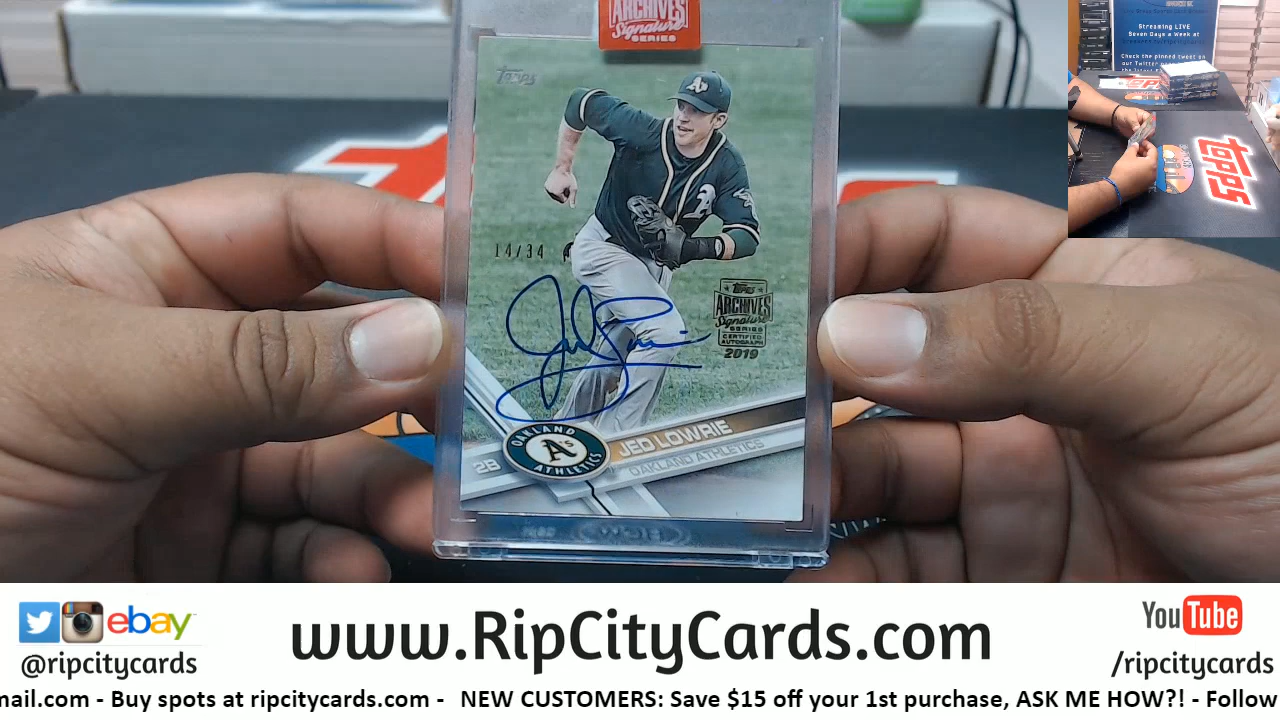 ARCHIVES
Signature
SERIES
Topps
14/34
Topps
ARCHIVES
Signature
SERIES
CERTIFIED
AUTOGRAPH
2019
OAKLAND
A's
ATHLETICS
2B
JED LOWRIE
OAKLAND ATHLETICS
Streaming LIVE
Seven Days a Week at
Check the pinned tweet on
our Twitter
TOPPS
ebay
@ripcitycards
www.RipCityCards.com
YouTube
/ripcitycards
mail.com - Buy spots at ripcitycards.com - NEW CUSTOMERS: Save $15 off your 1st purchase, ASK ME HOW?! - Follow